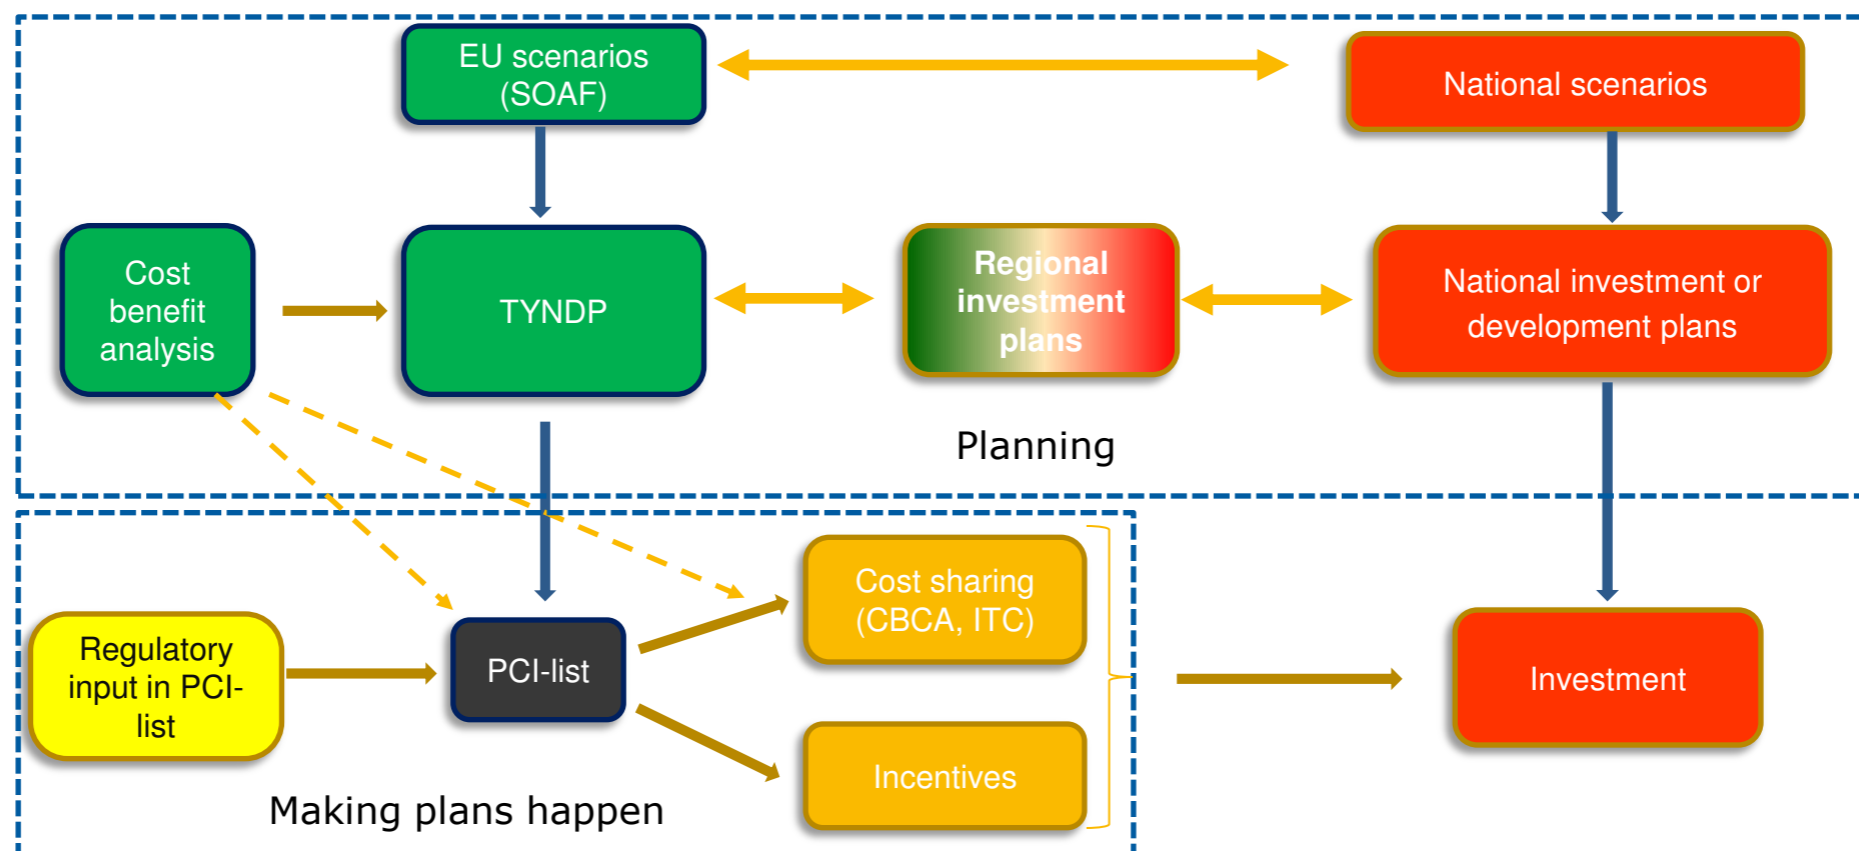 EU scenarios
(SOAF)
National scenarios
Cost
benefit
analysis
TYNDP
Regional
investment
plans
National investment or
development plans
Planning
Regulatory
input in PCI-
list
PCI-list
Cost sharing
(CBCA, ITC)
Incentives
Investment
Making plans happen